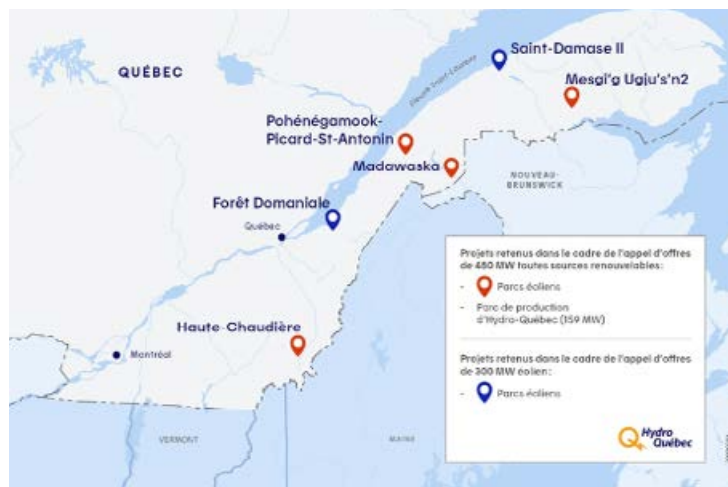 Saint-Damase II
QUÉBEC
Fleuve Saint-Laurent
Mesgi'g Ugju's'n2
Pohénégamook-
Picard-St-Antonin
Madawaska
NOUVEAU-
BRUNSWICK
Forêt Domaniale
Québec
Projets retenus dans le cadre de l'appel d'offres
de 480 MW toutes sources renouvelables :
- Parcs éoliens
- Parc de production
d'Hydro-Québec (159 MW)
Haute-Chaudière
Montréal
Projets retenus dans le cadre de l'appel d'offres
de 300 MW éolien :
- Parcs éoliens
VERMONT
MAINE
Hydro
Québec